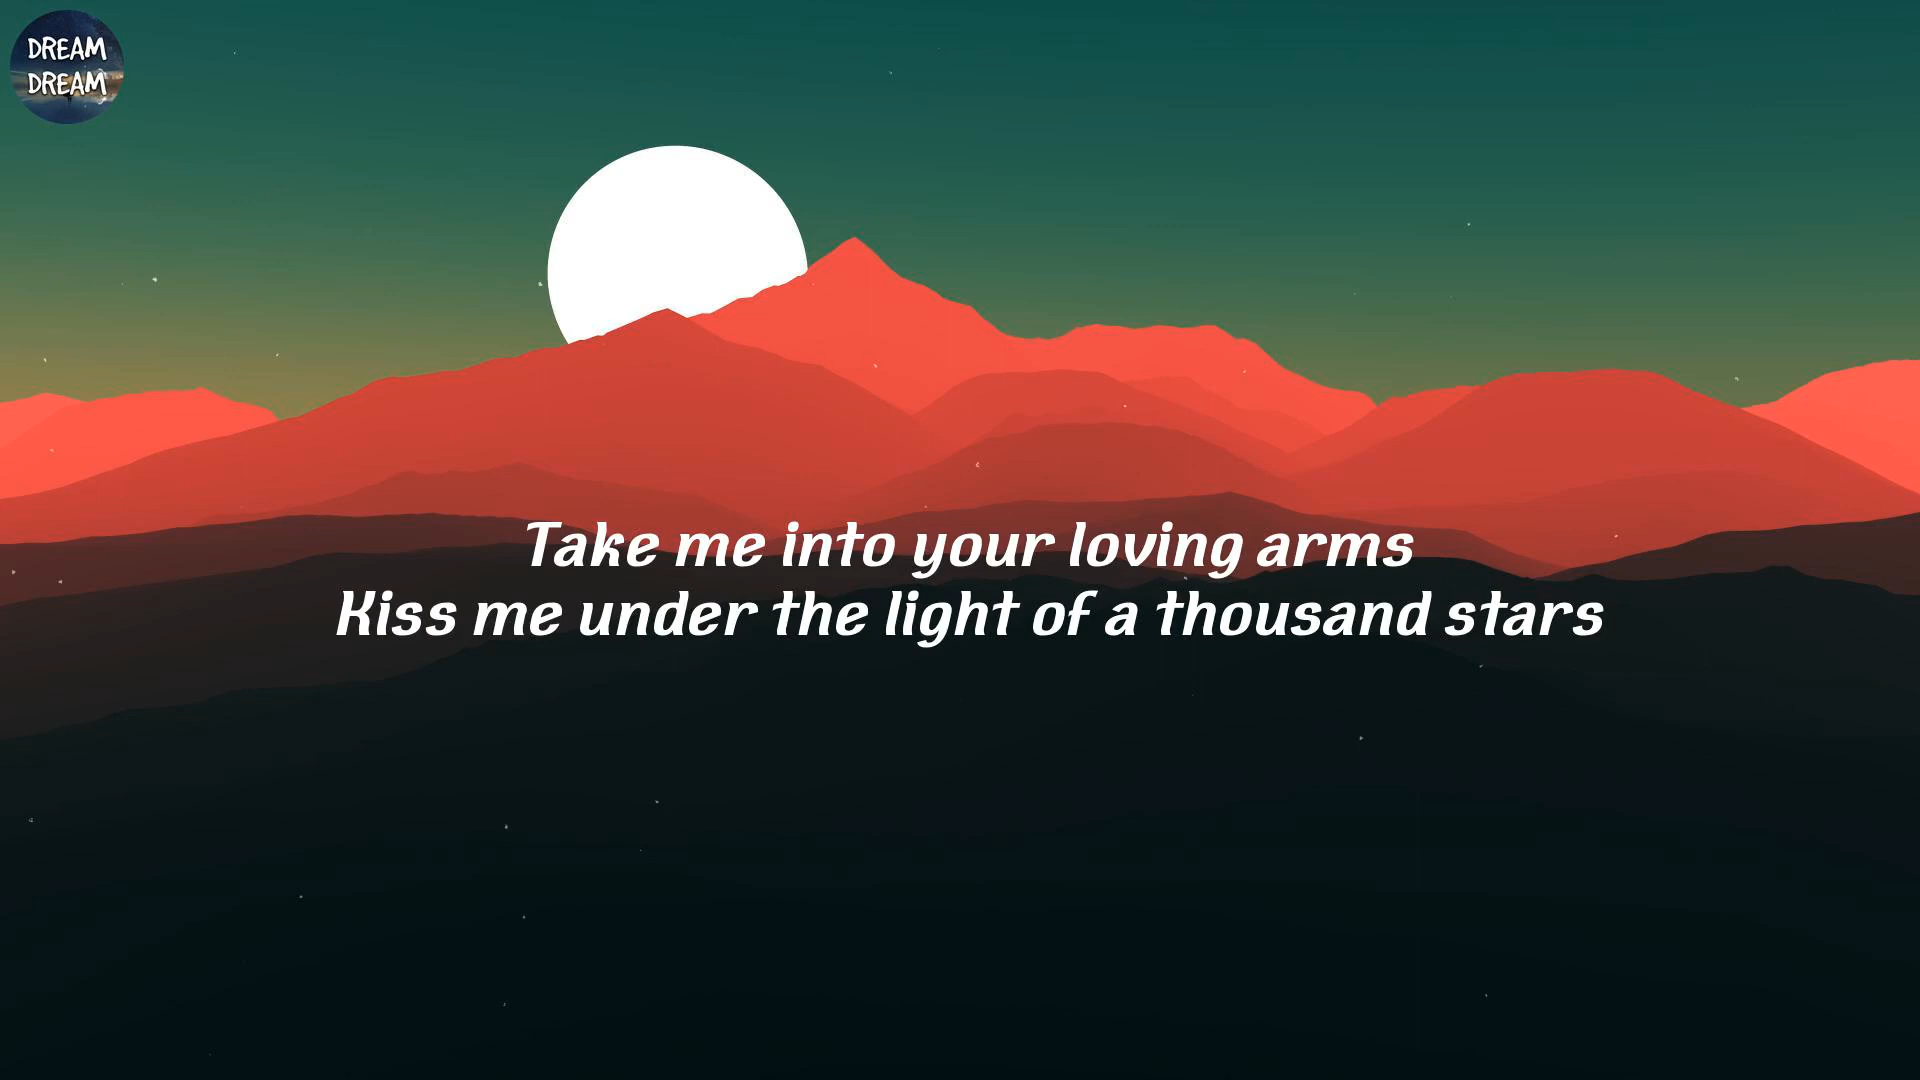 DREAM
DREAM
Take me into your loving arms
Kiss me under the light of a thousand stars